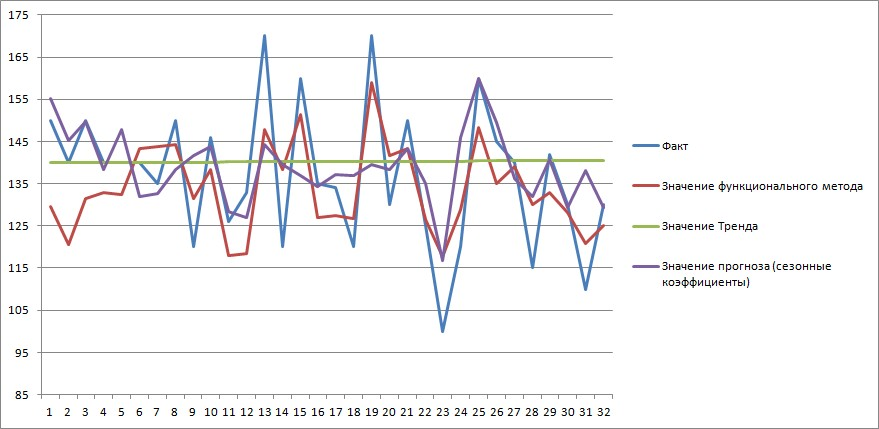 175
165
155
145
135
125
115
105
95
85
1 2 3 4 5 6 7 8 9 10 11 12 13 14 15 16 17 18 19 20 21 22 23 24 25 26 27 28 29 30 31 32
Факт
Значение функционального метода
Значение Тренда
Значение прогноза (сезонные
коэффициенты)